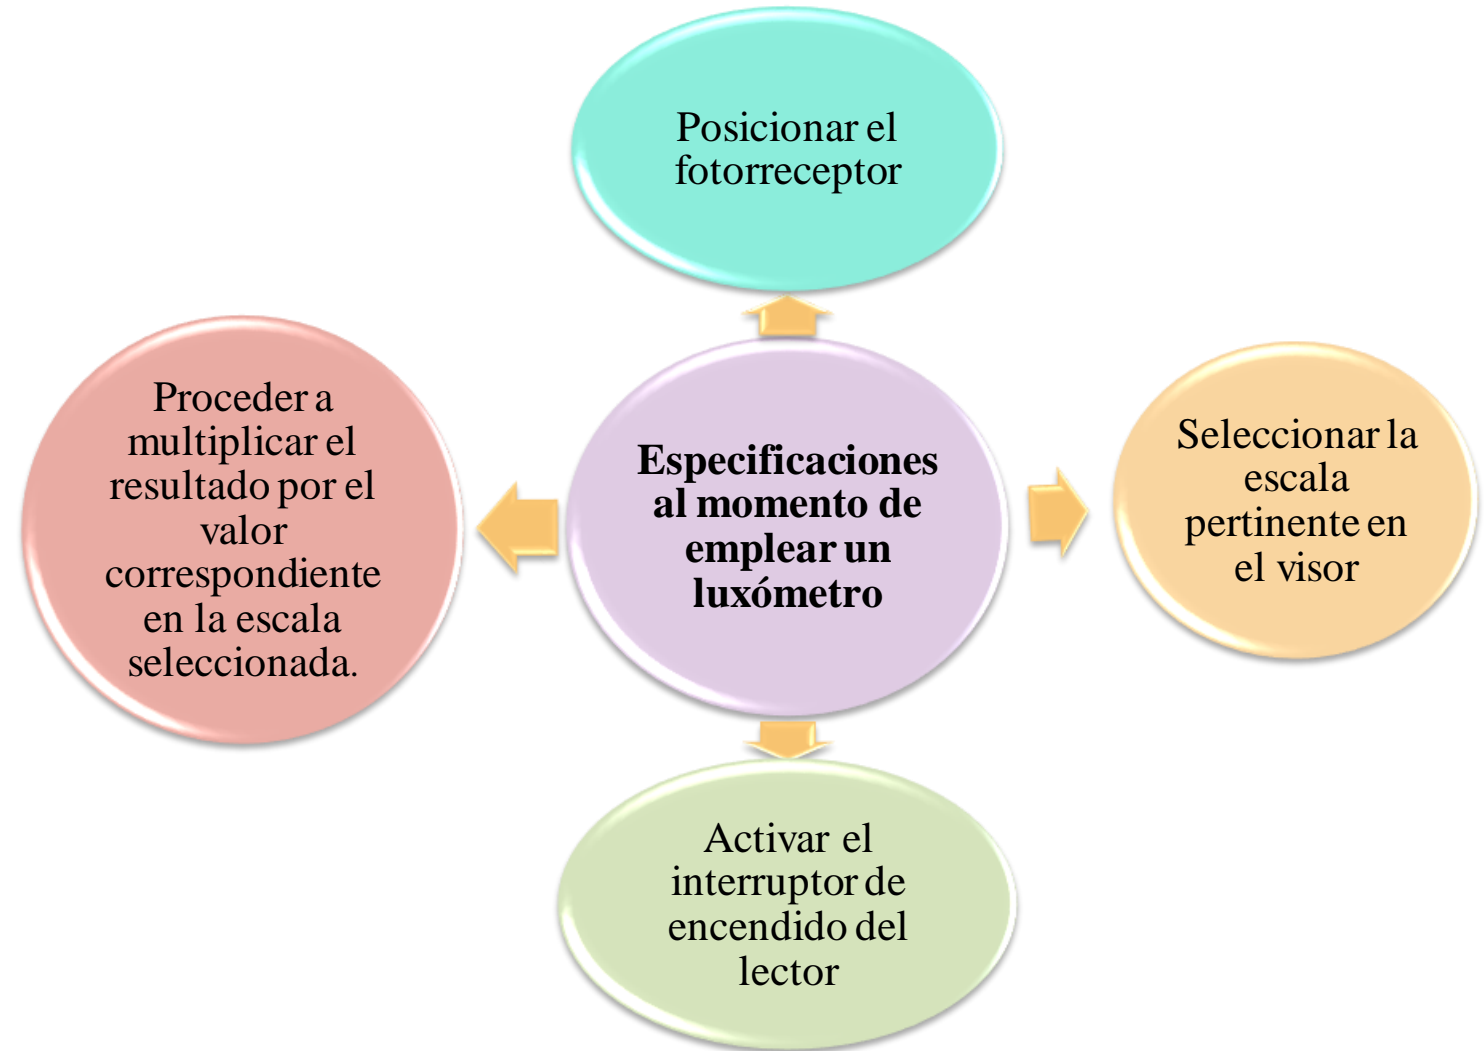 Posicionar el
fotorreceptor
Proceder a
multiplicar el
resultado por el
valor
correspondiente
en la escala
seleccionada.
Especificaciones
al momento de
emplear un
luxómetro
Seleccionar la
escala
pertinente en
el visor
Activar el
interruptor de
encendido del
lector